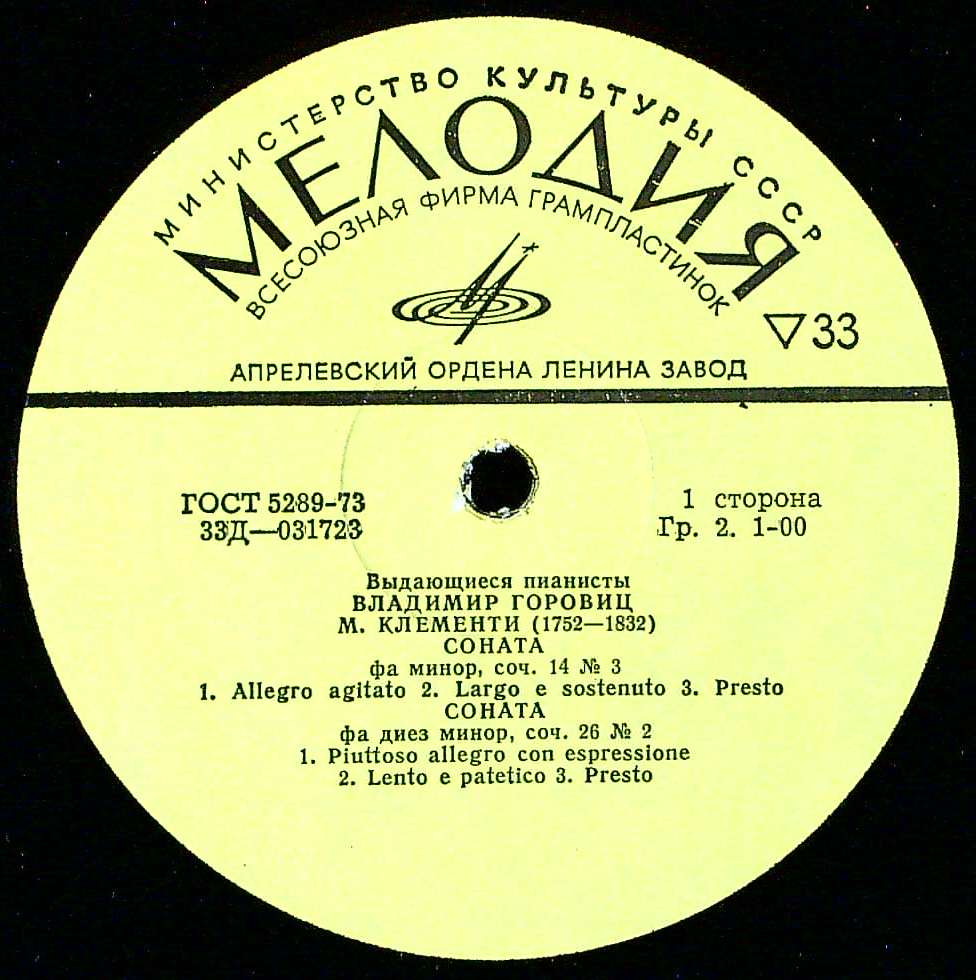 МИНИСТЕРСТВО КУЛЬТУРЫ СССР
МЕЛОДИЯ
ВСЕСОЮЗНАЯ ФИРМА ГРАМПЛАСТИНОК
▽33
АПРЕЛЕВСКИЙ ОРДЕНА ЛЕНИНА ЗАВОД
ГОСТ 5289-73
33Д—031723
1 сторона
Гр. 2. 1-00
Выдающиеся пианисты
ВЛАДИМИР ГОРОВИЦ
М. КЛЕМЕНТИ (1752—1832)
СОНАТА
фа минор, соч. 14 № 3
1. Allegro agitato 2. Largo e sostenuto 3. Presto
СОНАТА
фа диез минор, соч. 26 № 2
1. Piuttoso allegro con espressione
2. Lento e patetico 3. Presto